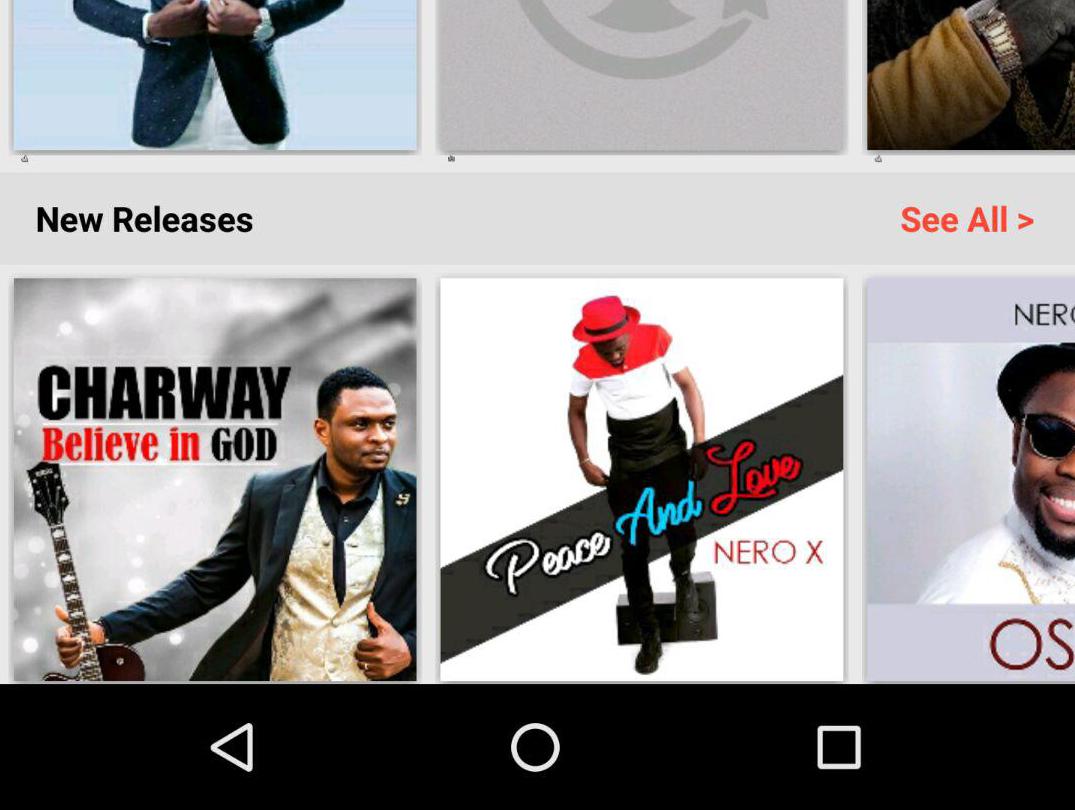 New Releases
See All >
CHARWAY
Believe in GOD
Peace And Love
NERO X
NERO
OS